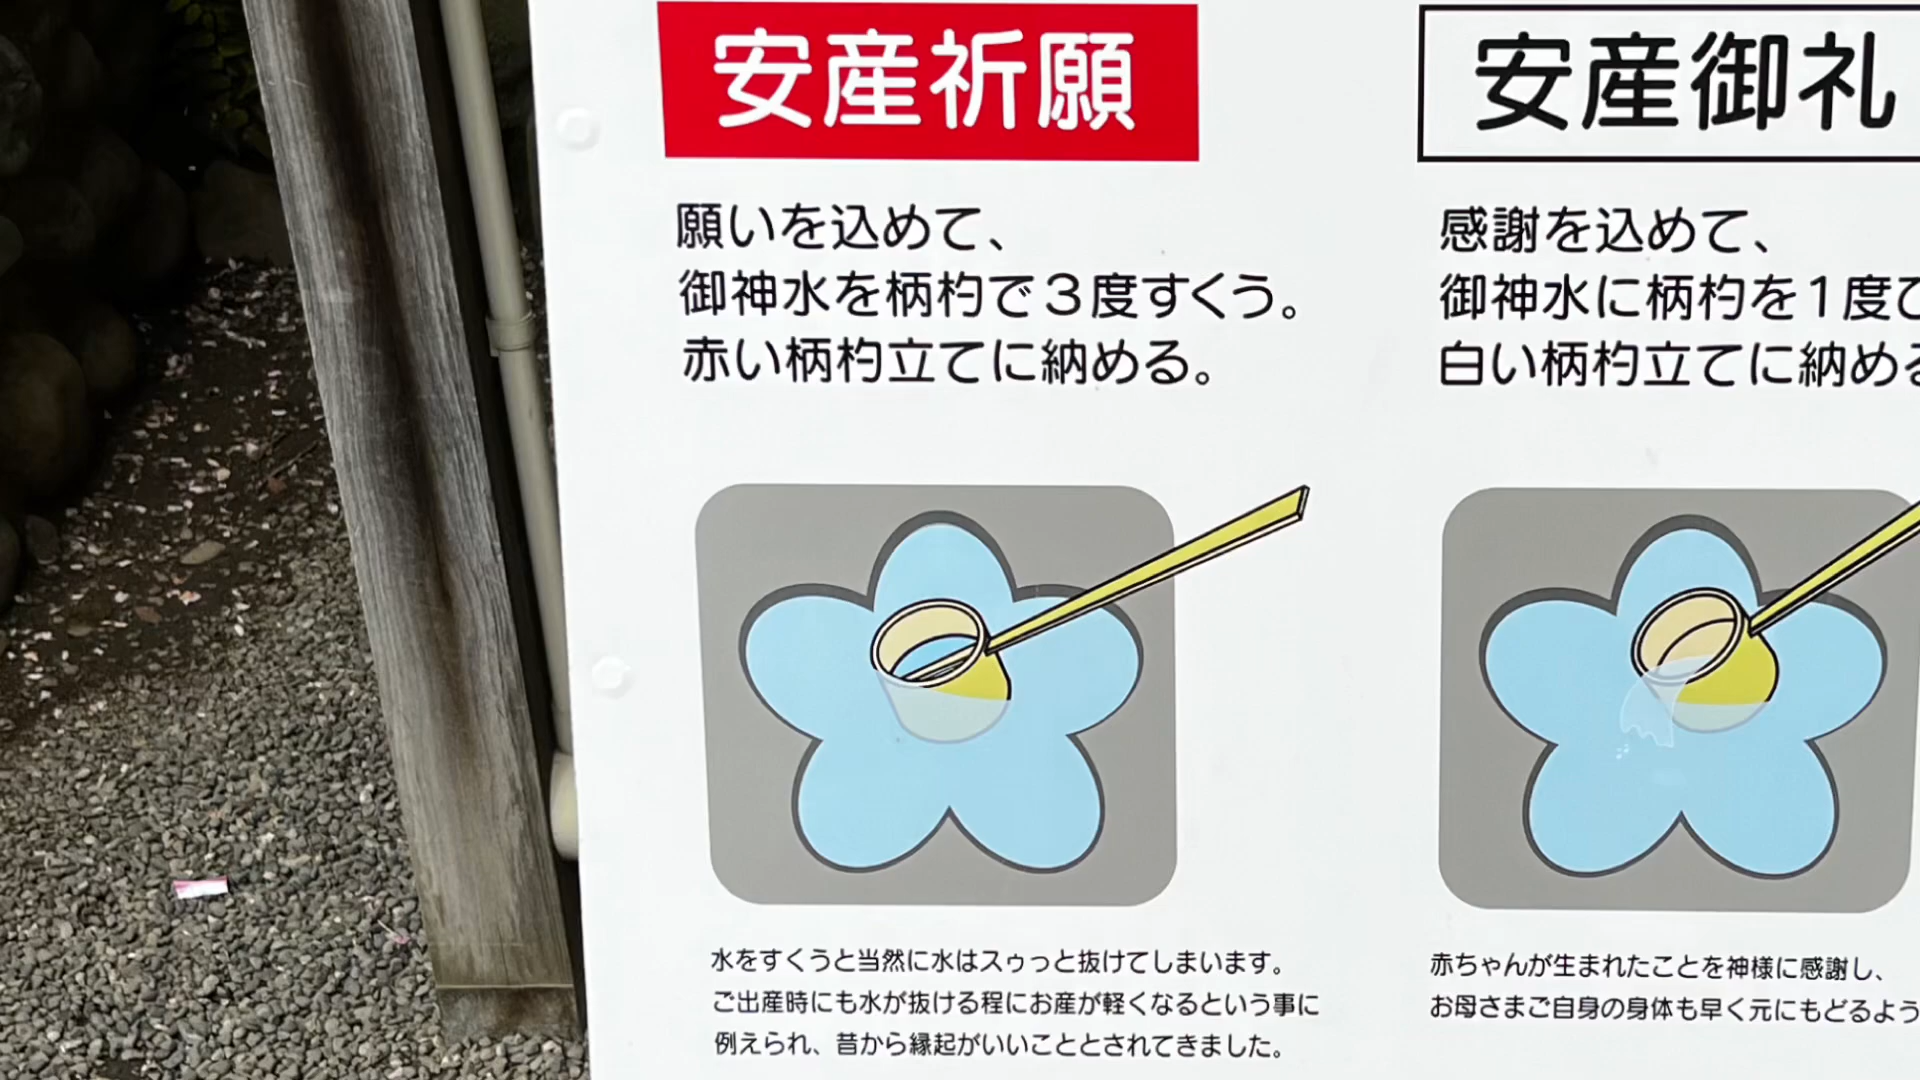 安産祈願
願いを込めて、
御神水を柄杓で3度すくう。
赤い柄杓立てに納める。
水をすくうと当然に水はスゥっと抜けてしまいます。
ご出産時にも水が抜ける程にお産が軽くなるという事に
例えられ、昔から縁起がいいこととされてきました。
安産御礼
感謝を込めて、
御神水に柄杓を1度
白い柄杓立てに納め
赤ちゃんが生まれたことを神様に感謝し、
お母さまご自身の身体も早く元にもどるよう